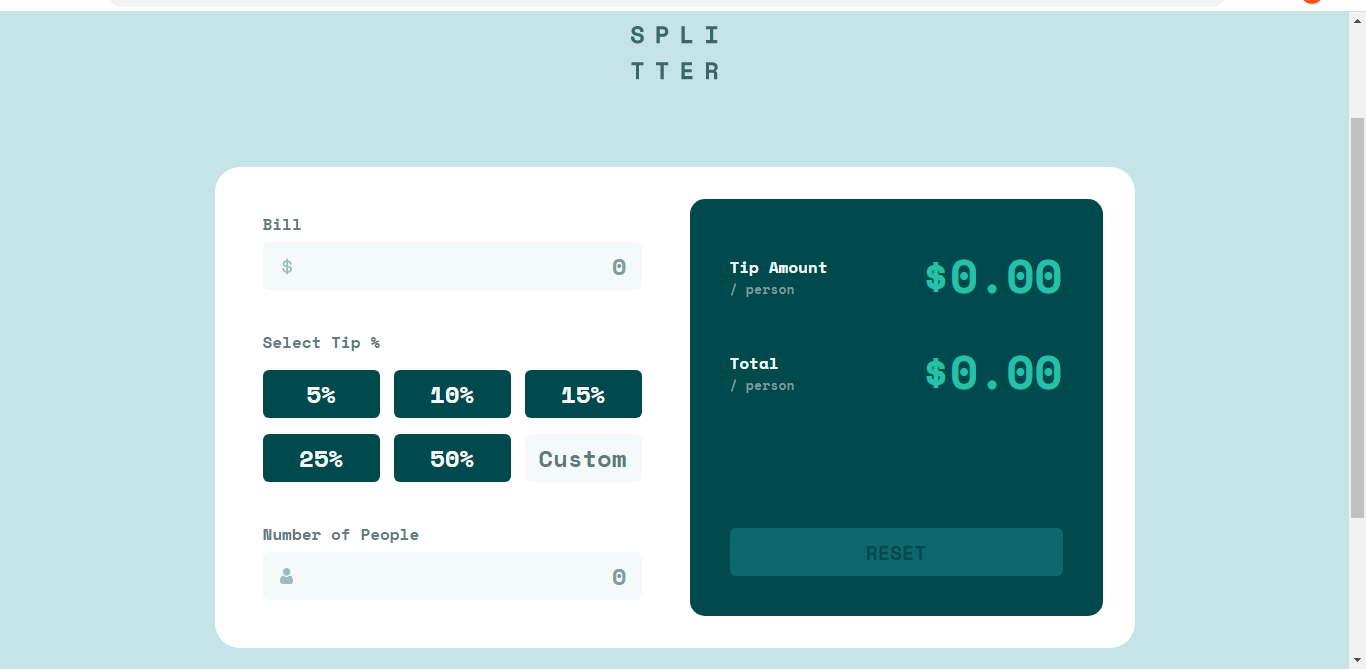 SPLI
TTER
Bill
$ 0
Select Tip %
5% 10% 15%
25% 50% Custom
Number of People
0
Tip Amount
/ person
$0.00
Total
/ person
$0.00
RESET